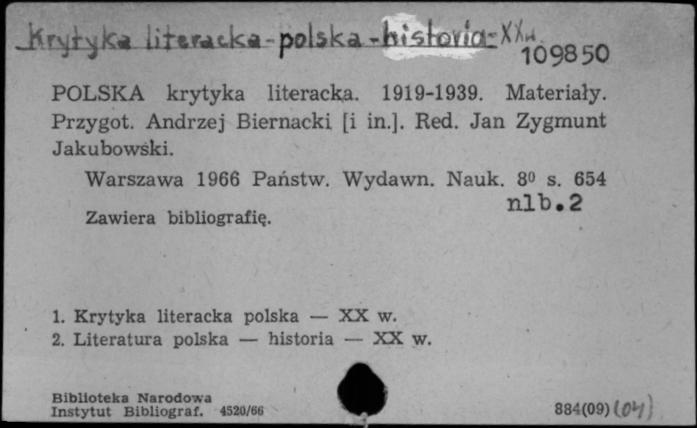 Krytyka literacka - polska - historia - XXw.
109850
POLSKA krytyka literacka. 1919-1939. Materiały.
Przygot. Andrzej Biernacki [i in.]. Red. Jan Zygmunt
Jakubowski.
Warszawa 1966 Państw. Wydawn. Nauk. 8⁰ s. 654
nlb.2
Zawiera bibliografię.
1. Krytyka literacka polska — XX w.
2. Literatura polska — historia — XX w.
Biblioteka Narodowa
Instytut Bibliograf. 4520/66
884(09)(04)